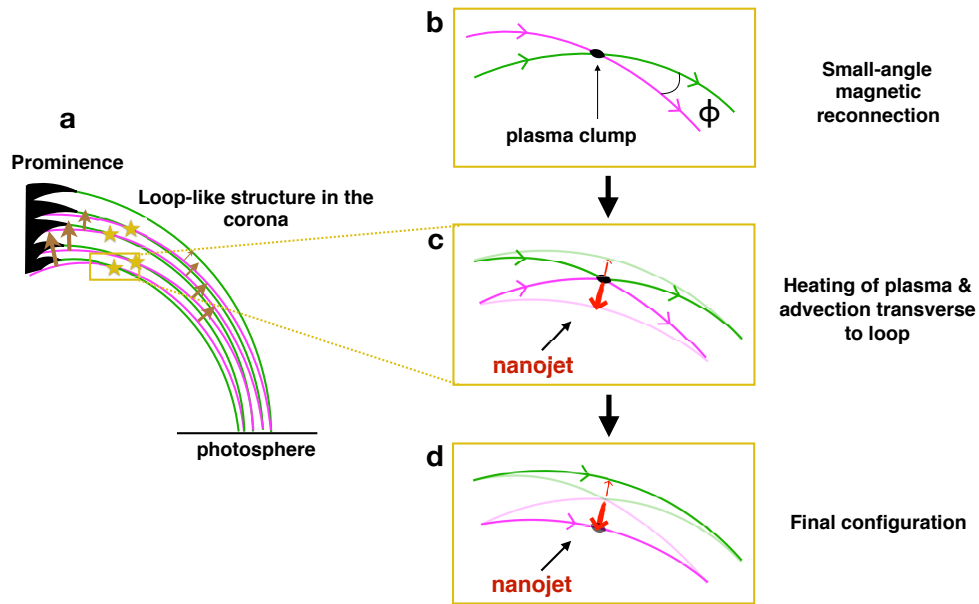 a
Prominence
Loop-like structure in the
corona
photosphere
b
plasma clump
ϕ
Small-angle
magnetic
reconnection
c
nanojet
Heating of plasma &
advection transverse
to loop
d
nanojet
Final configuration